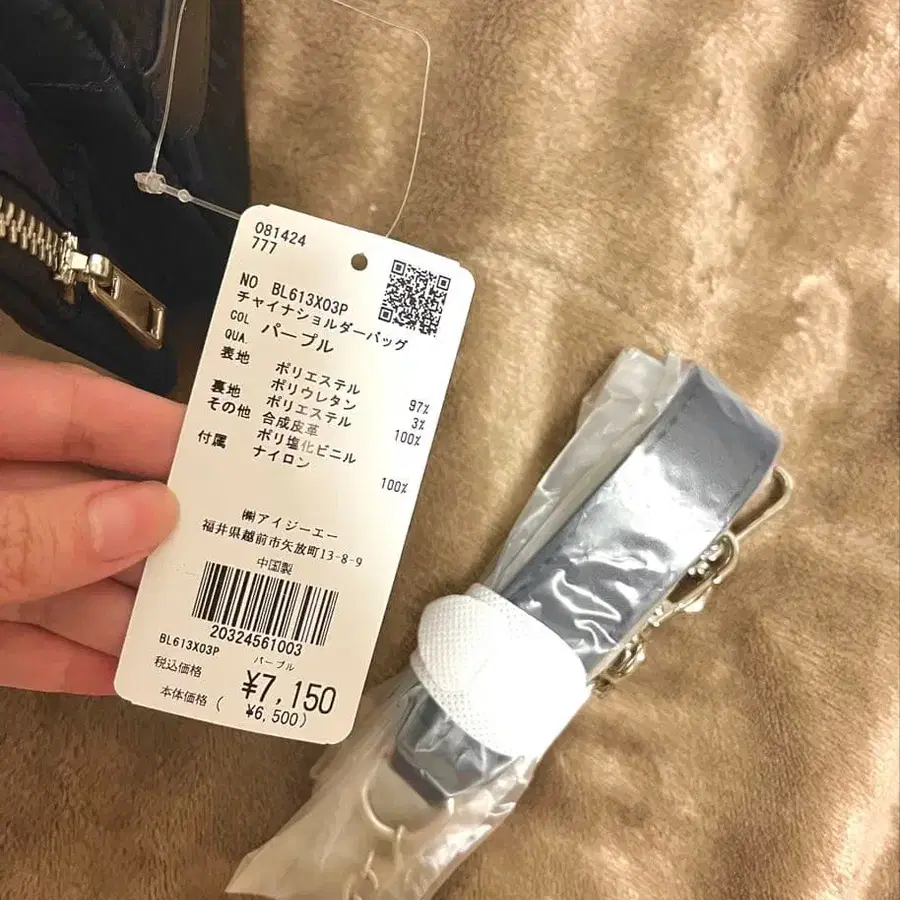 081424
777
NO BL613X03P
チャイナショルダーバッグ
COL パープル
QUA.
表地 ポリエステル 97%
ポリウレタン 3%
裏地 ポリエステル 100%
その他 合成皮革
ポリ塩化ビニル
付属 ナイロン 100%
㈱アイジーエー
福井県越前市矢放町13-8-9
中国製
20324561003
BL613X03P パープル
税込価格 ¥7,150
本体価格 ( ¥6,500)